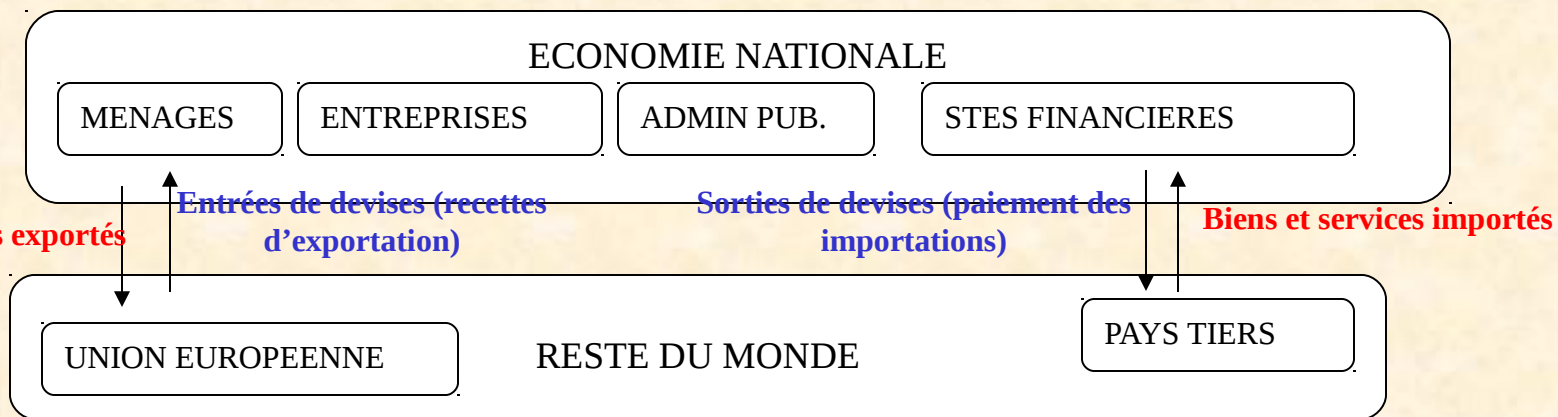 ECONOMIE NATIONALE
MENAGES
ENTREPRISES
ADMIN PUB.
STES FINANCIERES
Entrées de devises (recettes
d’exportation)
Sorties de devises (paiement des
importations)
s exportés
Biens et services importés
UNION EUROPEENNE
RESTE DU MONDE
PAYS TIERS